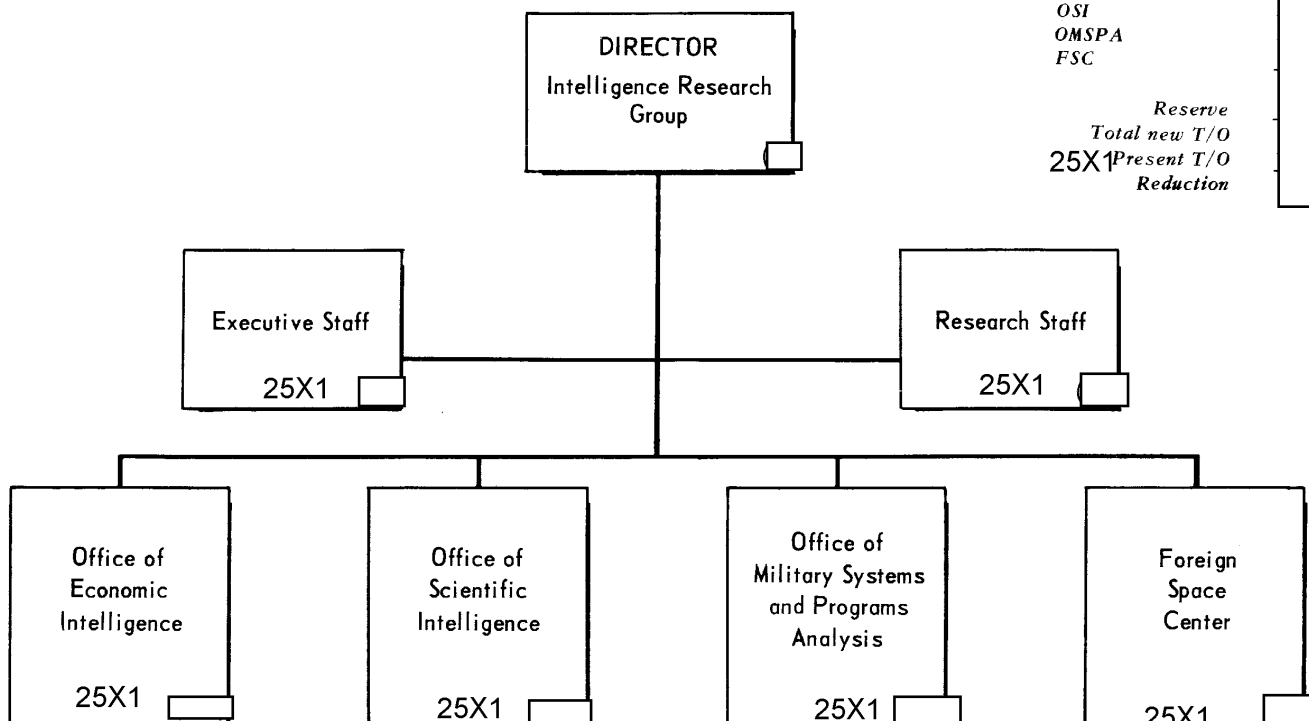 OSI
OMSPA
FSC
Reserve
Total new T/O
25X1 Present T/O
Reduction
DIRECTOR
Intelligence Research
Group
Executive Staff
25X1
Research Staff
25X1
Office of
Economic
Intelligence
25X1
Office of
Scientific
Intelligence
25X1
Office of
Military Systems
and Programs
Analysis
25X1
Foreign
Space
Center
25X1